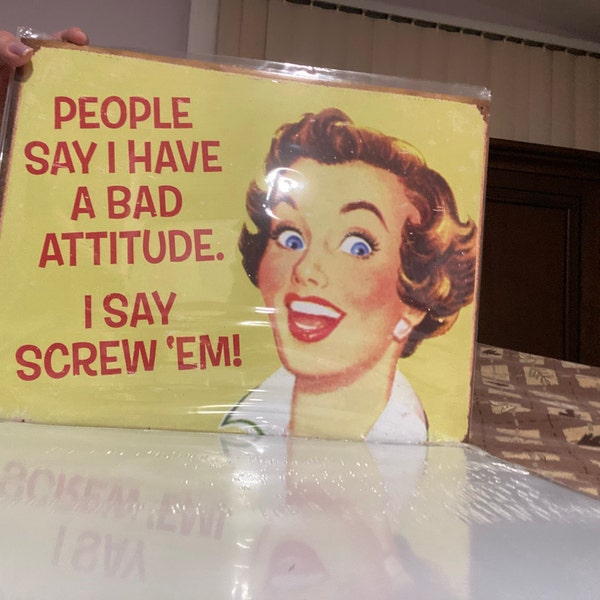 PEOPLE
SAY I HAVE
A BAD
ATTITUDE.
I SAY
SCREW 'EM!